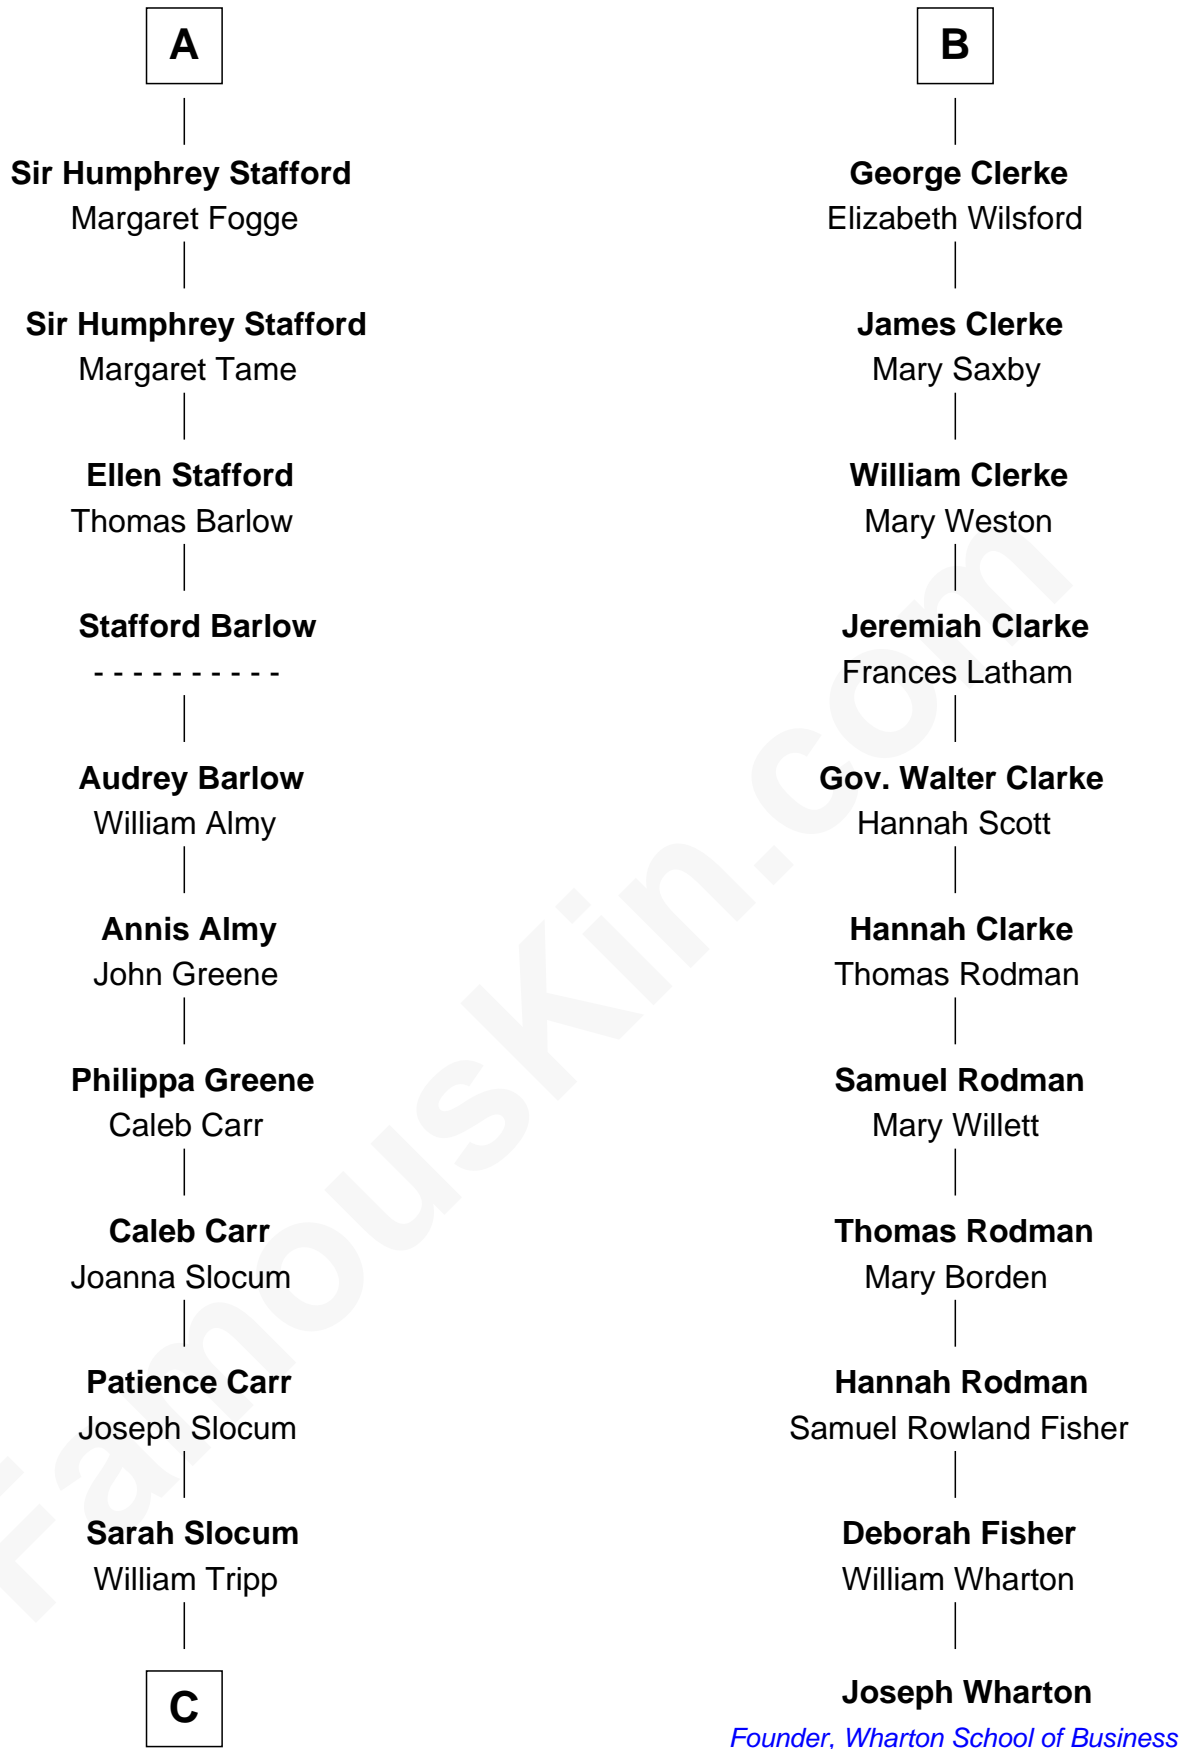 A
Sir Humphrey Stafford
Margaret Fogge
Sir Humphrey Stafford
Margaret Tame
Ellen Stafford
Thomas Barlow
Stafford Barlow
- - - - - - - - - -
Audrey Barlow
William Almy
Annis Almy
John Greene
Philippa Greene
Caleb Carr
Caleb Carr
Joanna Slocum
Patience Carr
Joseph Slocum
Sarah Slocum
William Tripp
C
B
George Clerke
Elizabeth Wilsford
James Clerke
Mary Saxby
William Clerke
Mary Weston
Jeremiah Clarke
Frances Latham
Gov. Walter Clarke
Hannah Scott
Hannah Clarke
Thomas Rodman
Samuel Rodman
Mary Willett
Thomas Rodman
Mary Borden
Hannah Rodman
Samuel Rowland Fisher
Deborah Fisher
William Wharton
Joseph Wharton
Founder, Wharton School of Business
FamousKin.com